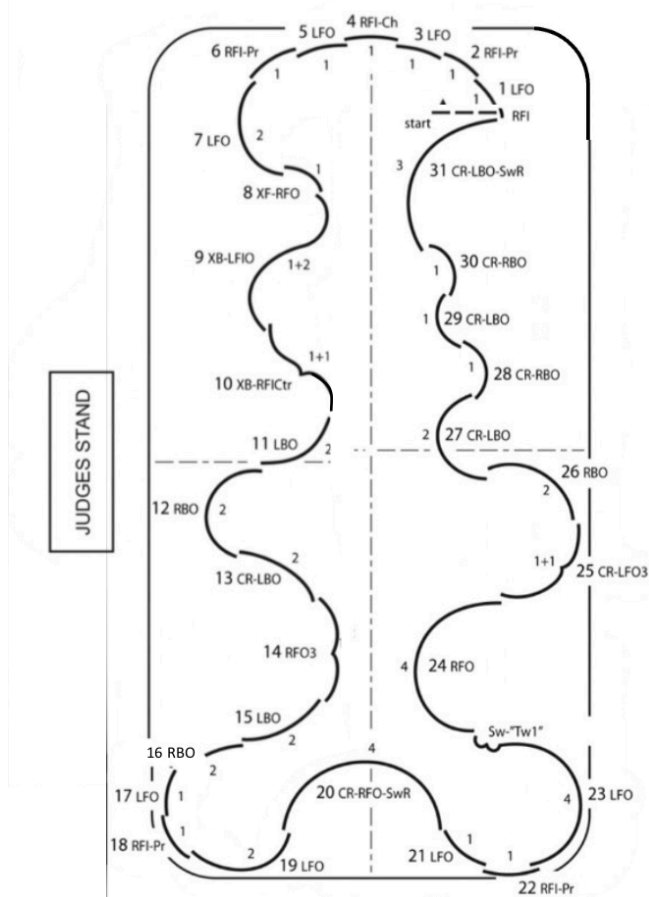 4 RFI-Ch
5 LFO
3 LFO
6 RFI-Pr
2 RFI-Pr
1
1
1
1
1
1 LFO
1
start
RFI
7 LFO
2
3
31 CR-LBO-SwR
1
8 XF-RFO
9 XB-LFIO
1+2
30 CR-RBO
1
1
29 CR-LBO
1+1
10 XB-RFICtr
1
28 CR-RBO
11 LBO
2
2
27 CR-LBO
JUDGES STAND
26 RBO
2
12 RBO
2
2
13 CR-LBO
1+1
25 CR-LFO3
14 RFO3
4
24 RFO
15 LBO
2
Sw-"Tw1"
16 RBO
2
4
17 LFO
1
20 CR-RFO-SwR
4
23 LFO
18 RFI-Pr
1
2
19 LFO
21 LFO
1
22 RFI-Pr